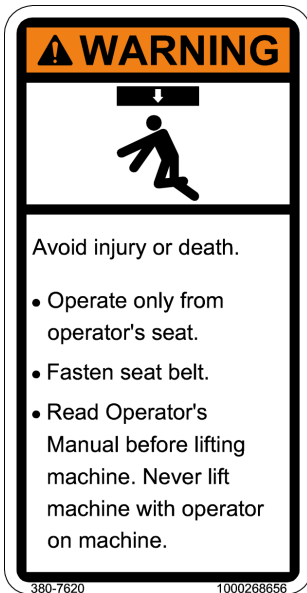 WARNING
Avoid injury or death.
• Operate only from
operator's seat.
• Fasten seat belt.
• Read Operator's
Manual before lifting
machine. Never lift
machine with operator
on machine.
380-7620 1000268656